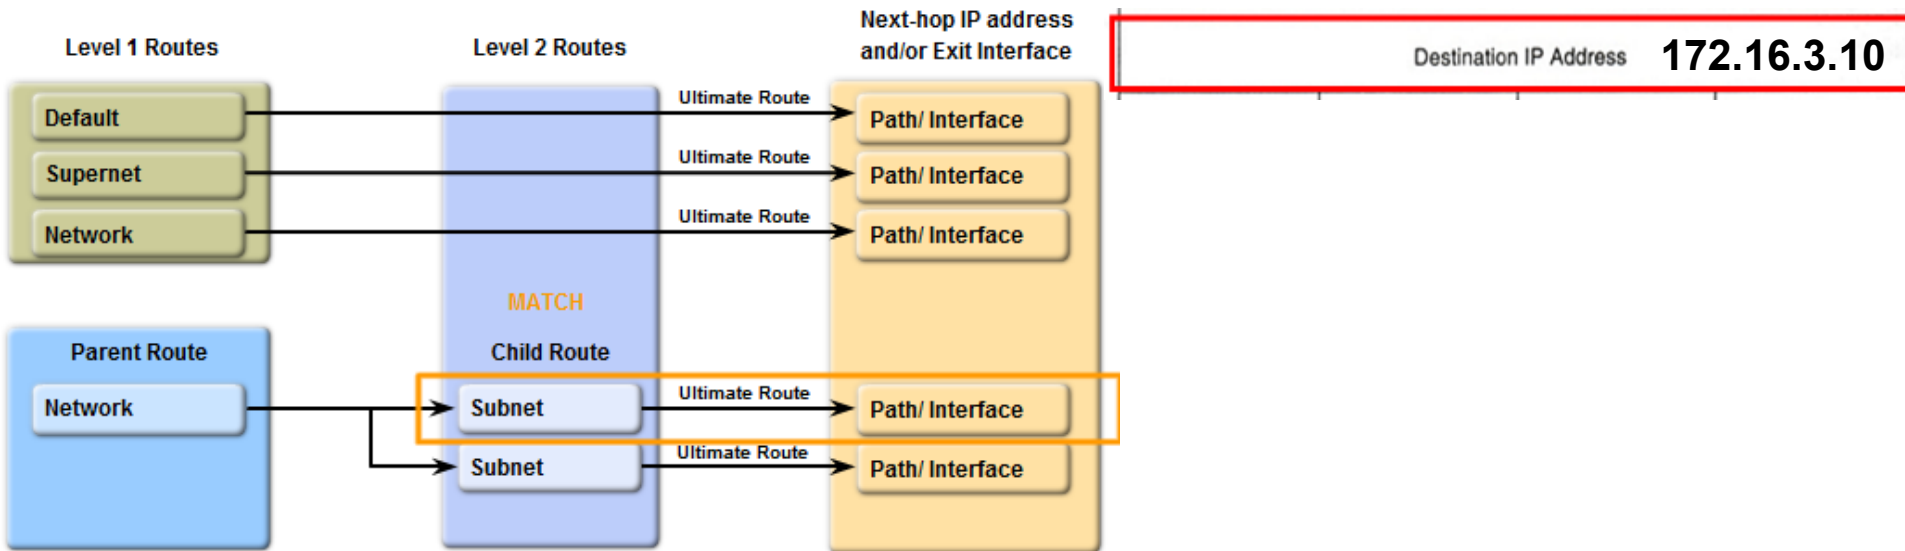 Level 1 Routes
Level 2 Routes
Next-hop IP address
and/or Exit Interface
Destination IP Address 172.16.3.10
Default
Ultimate Route
Path/ Interface
Supernet
Ultimate Route
Path/ Interface
Network
Ultimate Route
Path/ Interface
MATCH
Parent Route
Child Route
Network
Subnet
Ultimate Route
Path/ Interface
Subnet
Ultimate Route
Path/ Interface